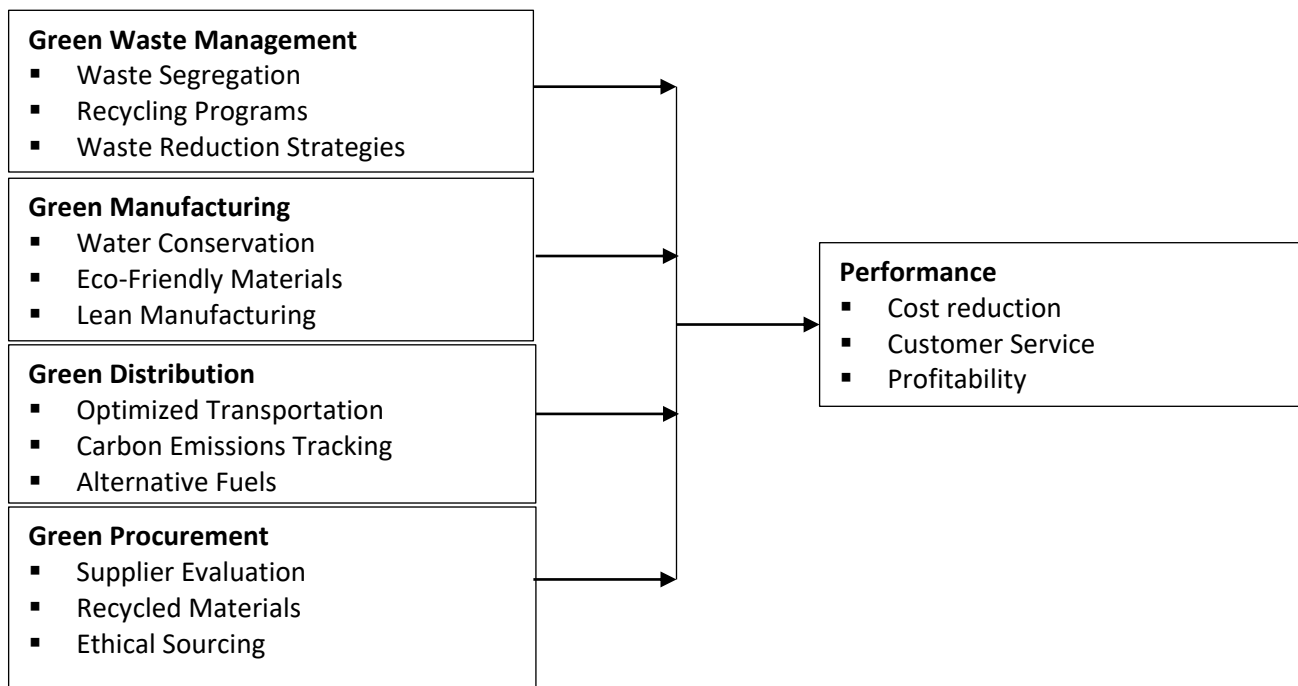 Green Waste Management
▪ Waste Segregation
▪ Recycling Programs
▪ Waste Reduction Strategies
Green Manufacturing
▪ Water Conservation
▪ Eco-Friendly Materials
▪ Lean Manufacturing
Green Distribution
▪ Optimized Transportation
▪ Carbon Emissions Tracking
▪ Alternative Fuels
Green Procurement
▪ Supplier Evaluation
▪ Recycled Materials
▪ Ethical Sourcing
Performance
▪ Cost reduction
▪ Customer Service
▪ Profitability